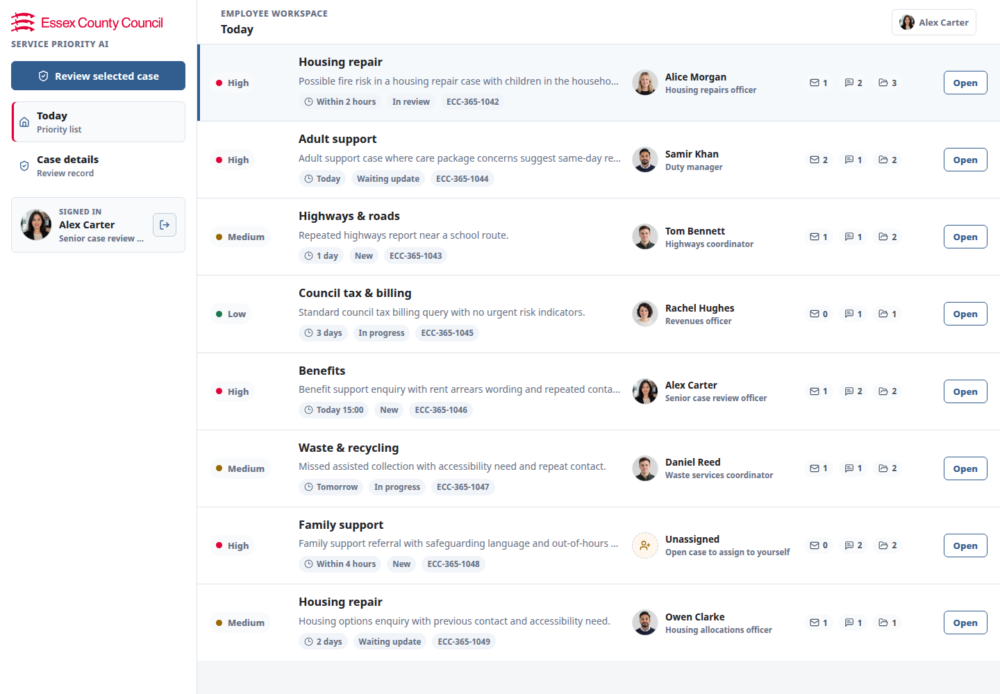 Essex County Council
SERVICE PRIORITY AI
Review selected case
Today
Priority list
Case details
Review record
SIGNED IN
Alex Carter
Senior case review ...
EMPLOYEE WORKSPACE
Today
Alex Carter
High
Housing repair
Possible fire risk in a housing repair case with children in the househo...
Within 2 hours In review ECC-365-1042
Alice Morgan
Housing repairs officer
1 2 3
Open
High
Adult support
Adult support case where care package concerns suggest same-day re...
Today Waiting update ECC-365-1044
Samir Khan
Duty manager
2 1 2
Open
Medium
Highways & roads
Repeated highways report near a school route.
1 day New ECC-365-1043
Tom Bennett
Highways coordinator
1 1 2
Open
Low
Council tax & billing
Standard council tax billing query with no urgent risk indicators.
3 days In progress ECC-365-1045
Rachel Hughes
Revenues officer
0 1 1
Open
High
Benefits
Benefit support enquiry with rent arrears wording and repeated conta...
Today 15:00 New ECC-365-1046
Alex Carter
Senior case review officer
1 2 2
Open
Medium
Waste & recycling
Missed assisted collection with accessibility need and repeat contact.
Tomorrow In progress ECC-365-1047
Daniel Reed
Waste services coordinator
1 1 2
Open
High
Family support
Family support referral with safeguarding language and out-of-hours ...
Within 4 hours New ECC-365-1048
Unassigned
Open case to assign to yourself
0 2 2
Open
Medium
Housing repair
Housing options enquiry with previous contact and accessibility need.
2 days Waiting update ECC-365-1049
Owen Clarke
Housing allocations officer
1 1 1
Open